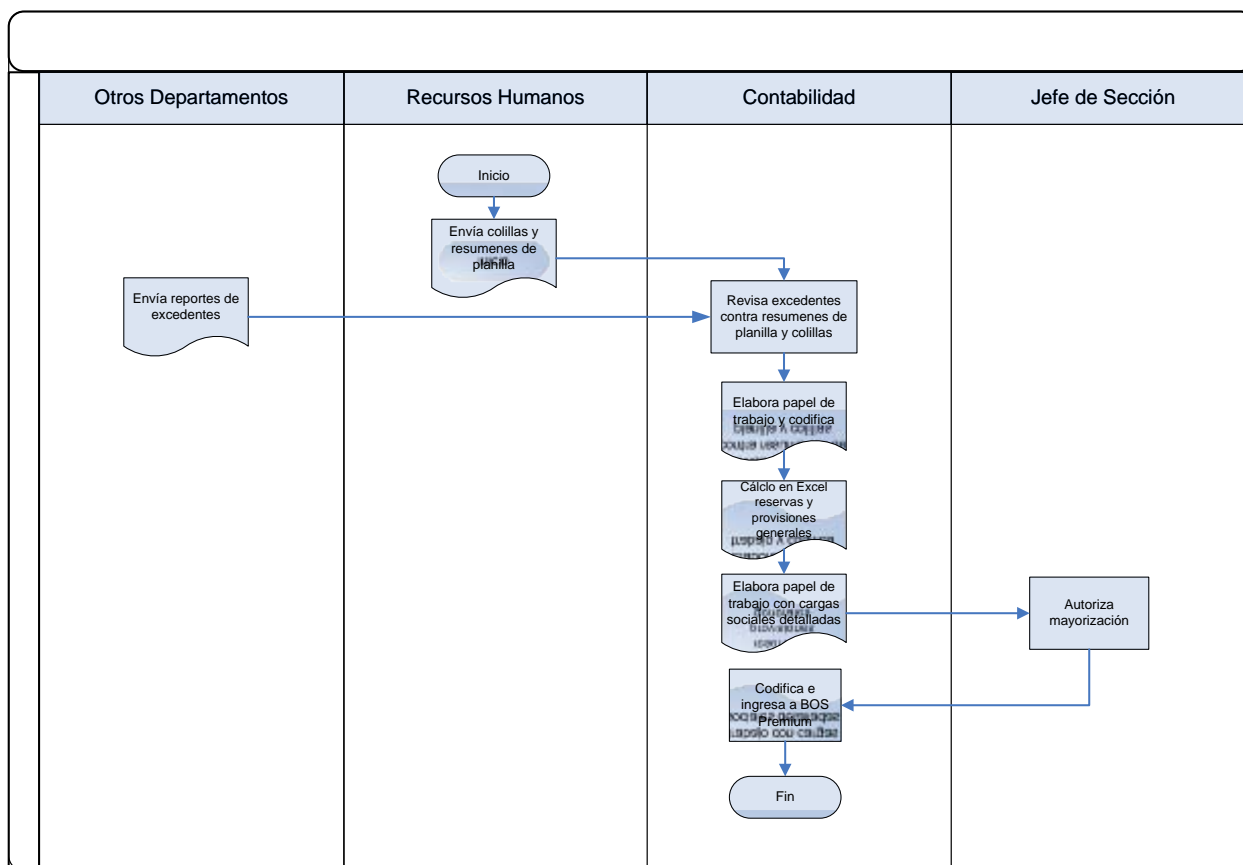 Otros Departamentos
Recursos Humanos
Contabilidad
Jefe de Sección
Inicio
Envía colillas y
resumenes de
planilla
Envía reportes de
excedentes
Revisa excedentes
contra resumenes de
planilla y colillas
Elabora papel de
trabajo y codifica
Cálclo en Excel
reservas y
provisiones
generales
Elabora papel de
trabajo con cargas
sociales detalladas
Autoriza
mayorización
Codifica e
ingresa a BOS
Premium
Fin